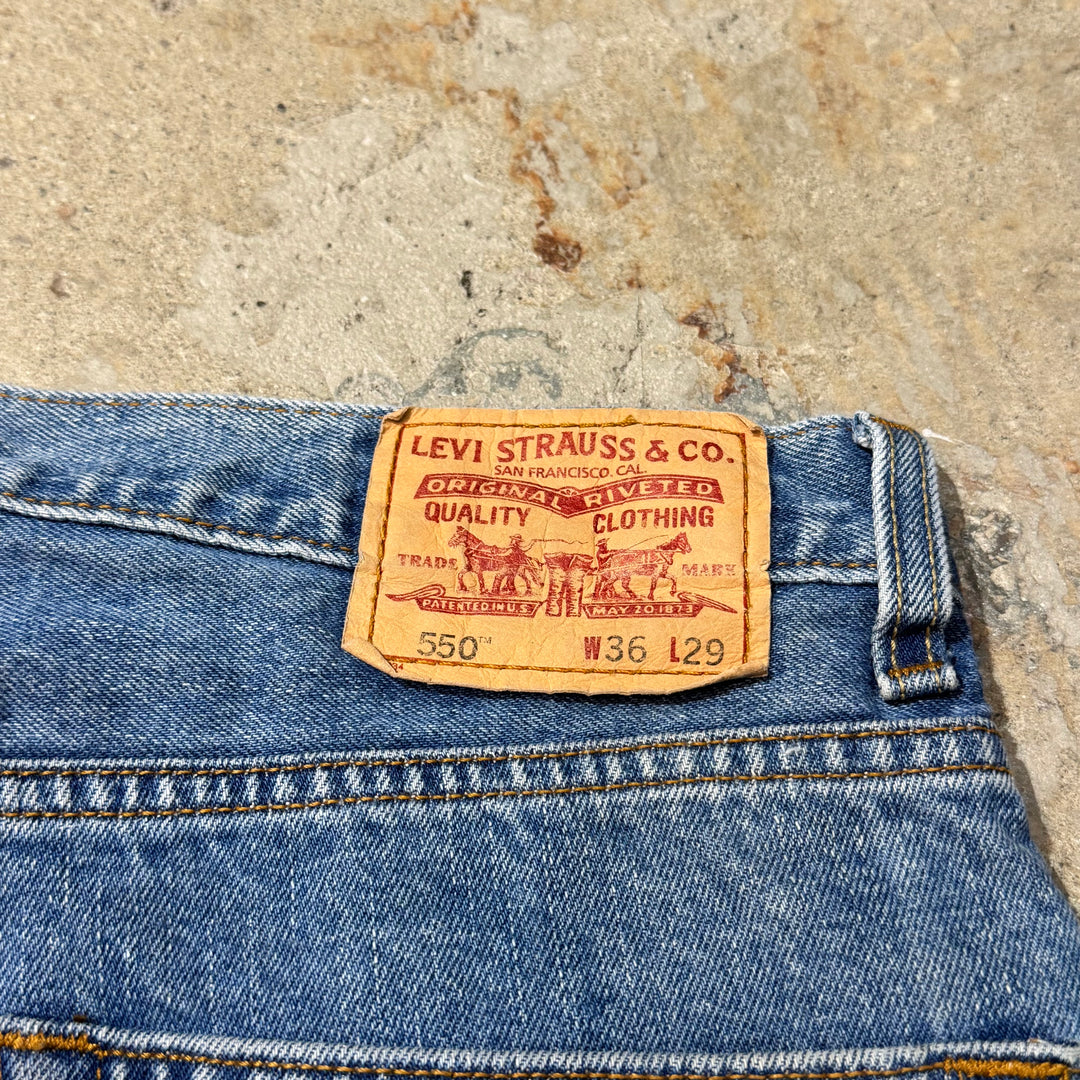 LEVI STRAUSS & CO.
SAN FRANCISCO. CAL.
ORIGINAL RIVETED
QUALITY CLOTHING
TRADE MARK
PATENTED IN U.S. MAY 20 1873
550™ W36 L29